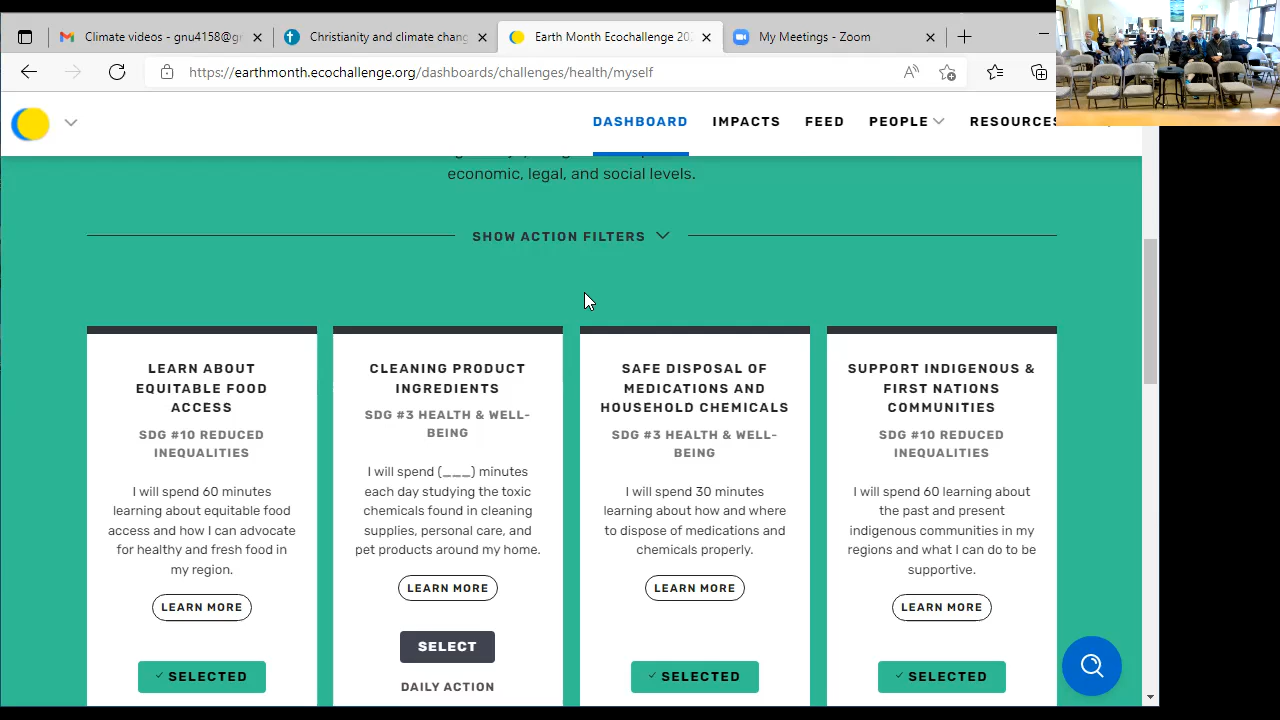 Climate videos - gnu4158@g
Christianity and climate chang
Earth Month Ecochallenge 202
My Meetings - Zoom
https://earthmonth.ecochallenge.org/dashboards/challenges/health/myself
DASHBOARD
IMPACTS
FEED
PEOPLE
RESOURCES
economic, legal, and social levels.
SHOW ACTION FILTERS
LEARN ABOUT
EQUITABLE FOOD
ACCESS
SDG #10 REDUCED
INEQUALITIES
I will spend 60 minutes
learning about equitable food
access and how I can advocate
for healthy and fresh food in
my region.
LEARN MORE
✓ SELECTED
CLEANING PRODUCT
INGREDIENTS
SDG #3 HEALTH & WELL-
BEING
I will spend (___) minutes
each day studying the toxic
chemicals found in cleaning
supplies, personal care, and
pet products around my home.
LEARN MORE
SELECT
DAILY ACTION
SAFE DISPOSAL OF
MEDICATIONS AND
HOUSEHOLD CHEMICALS
SDG #3 HEALTH & WELL-
BEING
I will spend 30 minutes
learning about how and where
to dispose of medications and
chemicals properly.
LEARN MORE
✓ SELECTED
SUPPORT INDIGENOUS &
FIRST NATIONS
COMMUNITIES
SDG #10 REDUCED
INEQUALITIES
I will spend 60 learning about
the past and present
indigenous communities in my
regions and what I can do to be
supportive.
LEARN MORE
✓ SELECTED